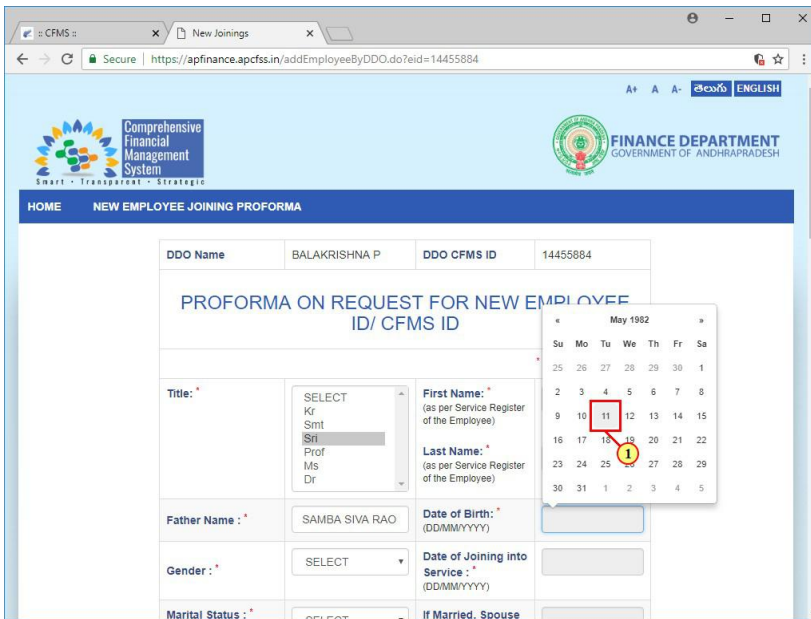 :: CFMS ::
New Joinings
Secure | https://apfinance.apcfss.in/addEmployeeByDDO.do?eid=14455884
A+ A A- తెలుగు ENGLISH
Comprehensive
Financial
Management
System
Smart • Transparent • Strategic
FINANCE DEPARTMENT
GOVERNMENT OF ANDHRAPRADESH
HOME NEW EMPLOYEE JOINING PROFORMA
DDO Name BALAKRISHNA P DDO CFMS ID 14455884
PROFORMA ON REQUEST FOR NEW EMPLOYEE
ID/ CFMS ID
*
Title: *
SELECT
Kr
Smt
Sri
Prof
Ms
Dr
First Name: *
(as per Service Register
of the Employee)
Last Name: *
(as per Service Register
of the Employee)
« May 1982 »
Su Mo Tu We Th Fr Sa
25 26 27 28 29 30 1
2 3 4 5 6 7 8
9 10 11 12 13 14 15
16 17 18 19 20 21 22
1
23 24 25 26 27 28 29
30 31 1 2 3 4 5
Father Name : * SAMBA SIVA RAO
Date of Birth: *
(DD/MM/YYYY)
Gender : * SELECT
Date of Joining into
Service : *
(DD/MM/YYYY)
Marital Status : * SELECT
If Married, Spouse